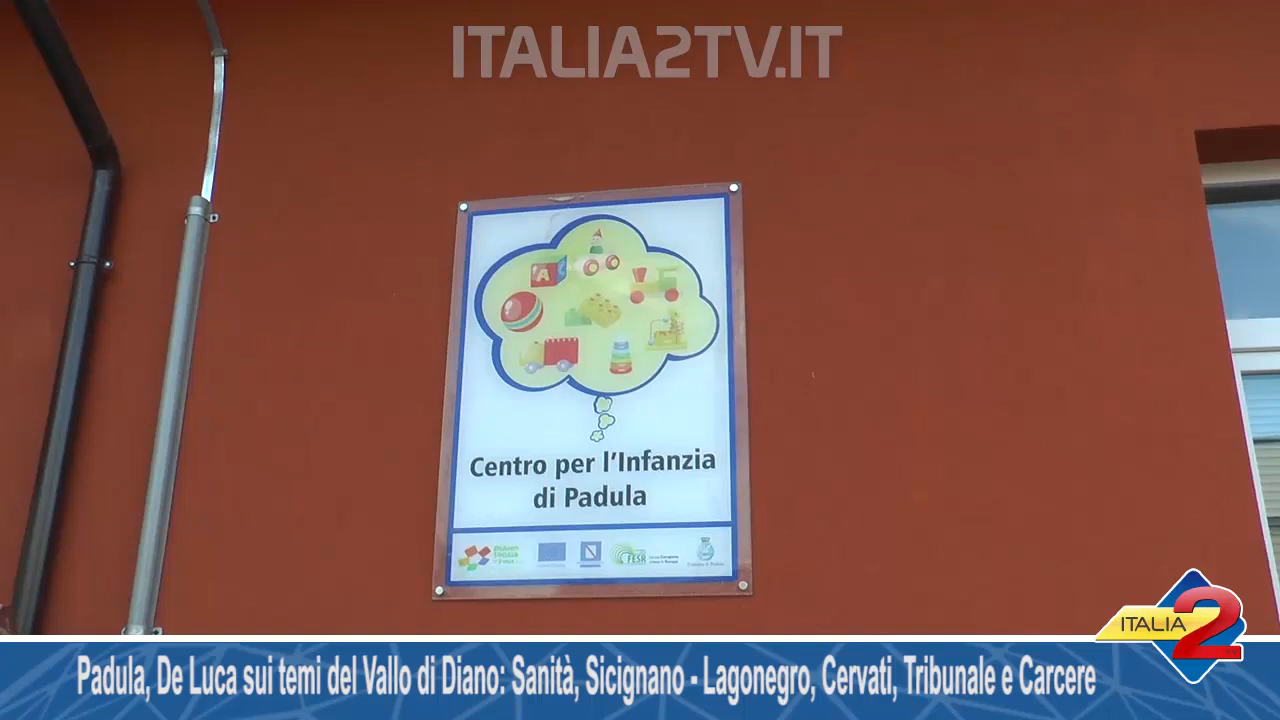 ITALIA2TV.IT
A
Centro per l'Infanzia
di Padula
FESR
ITALIA 2
Padula, De Luca sui temi del Vallo di Diano: Sanità, Sicignano - Lagonegro, Cervati, Tribunale e Carcere